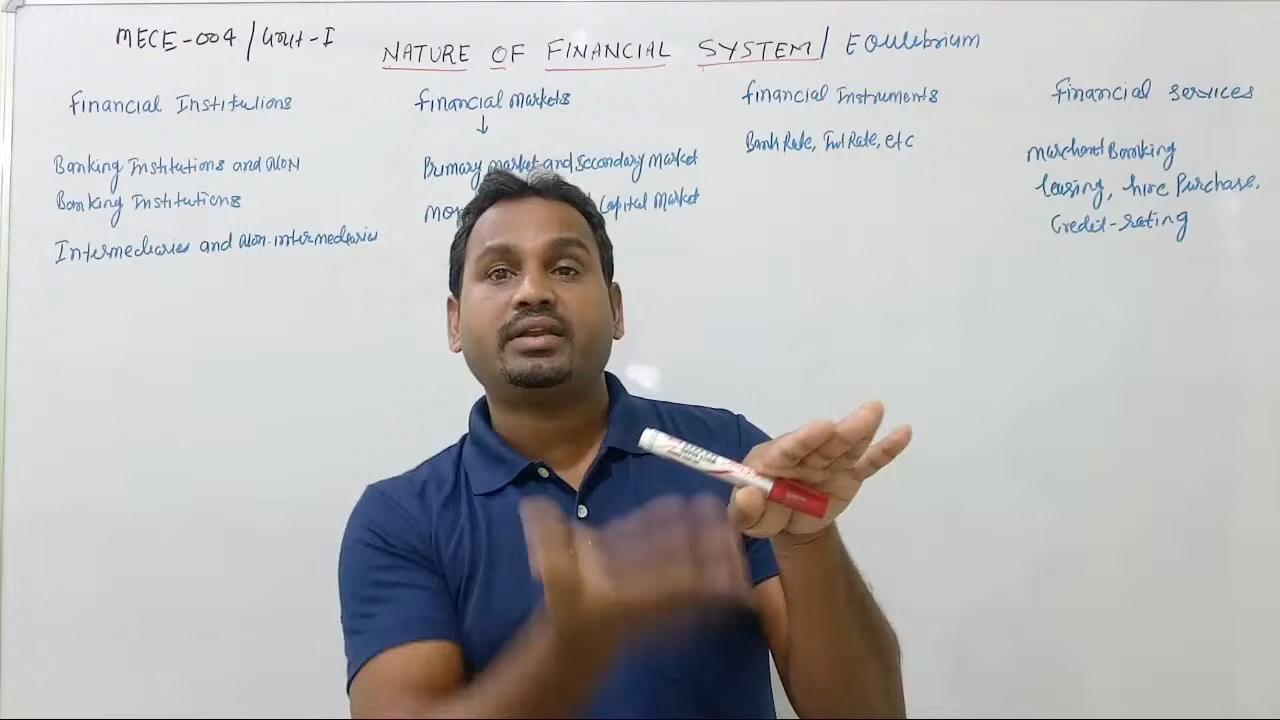 MECE-004 / Unit-I
NATURE OF FINANCIAL SYSTEM / Equilibrium
Financial Institutions
Banking Institutions and Non
Banking Institutions
Intermediaries and Non-intermediaries
Financial Markets
↓
Primary market and Secondary Market
Capital Market
Financial Instruments
Bank Rate, Int Rate, etc
Financial Services
Merchand Banking
leasing, hire Purchase.
Credit-rating